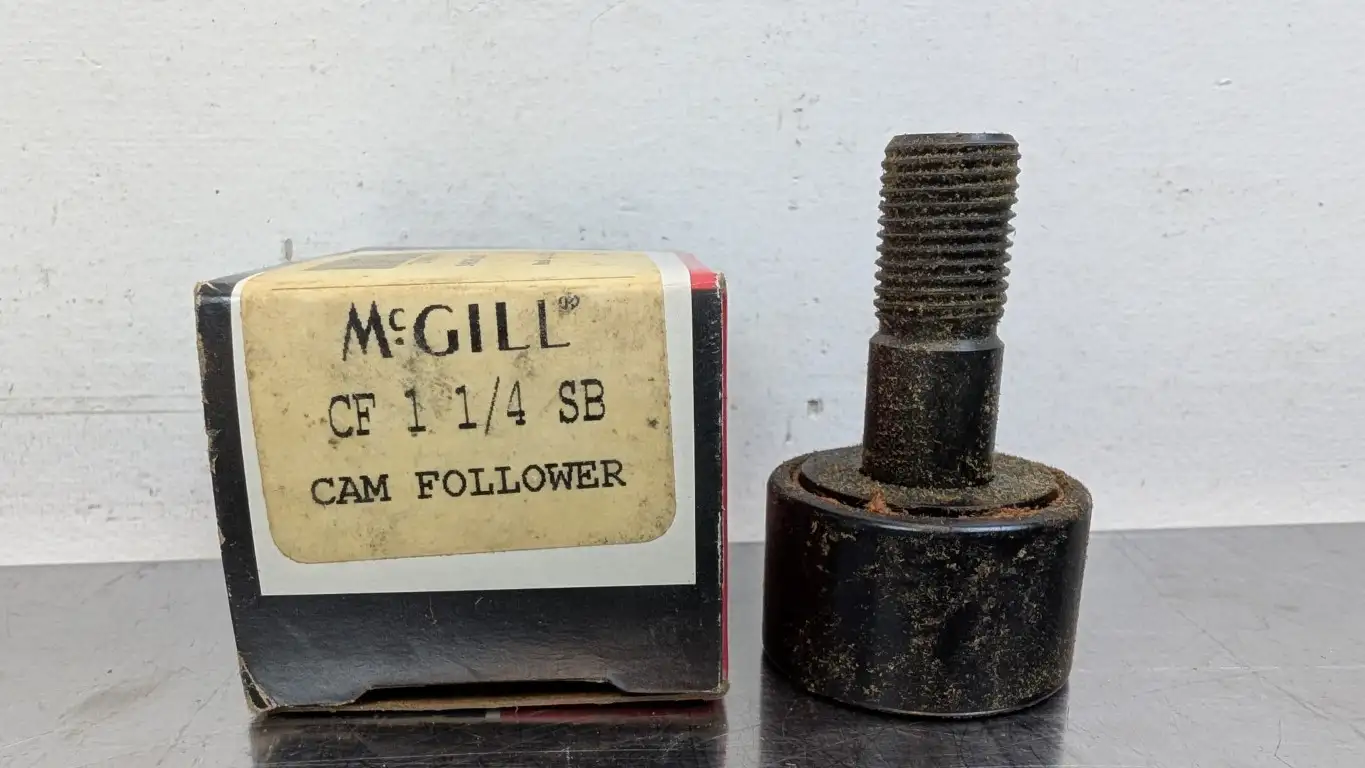 McGILL®
CF 1 1/4 SB
CAM FOLLOWER